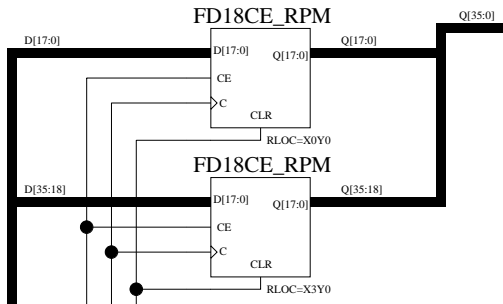 FD18CE_RPM
Q[35:0]
D[17:0]
Q[17:0]
D[17:0]
Q[17:0]
CE
C
CLR
RLOC=X0Y0
FD18CE_RPM
D[35:18]
Q[35:18]
D[17:0]
Q[17:0]
CE
C
CLR
RLOC=X3Y0